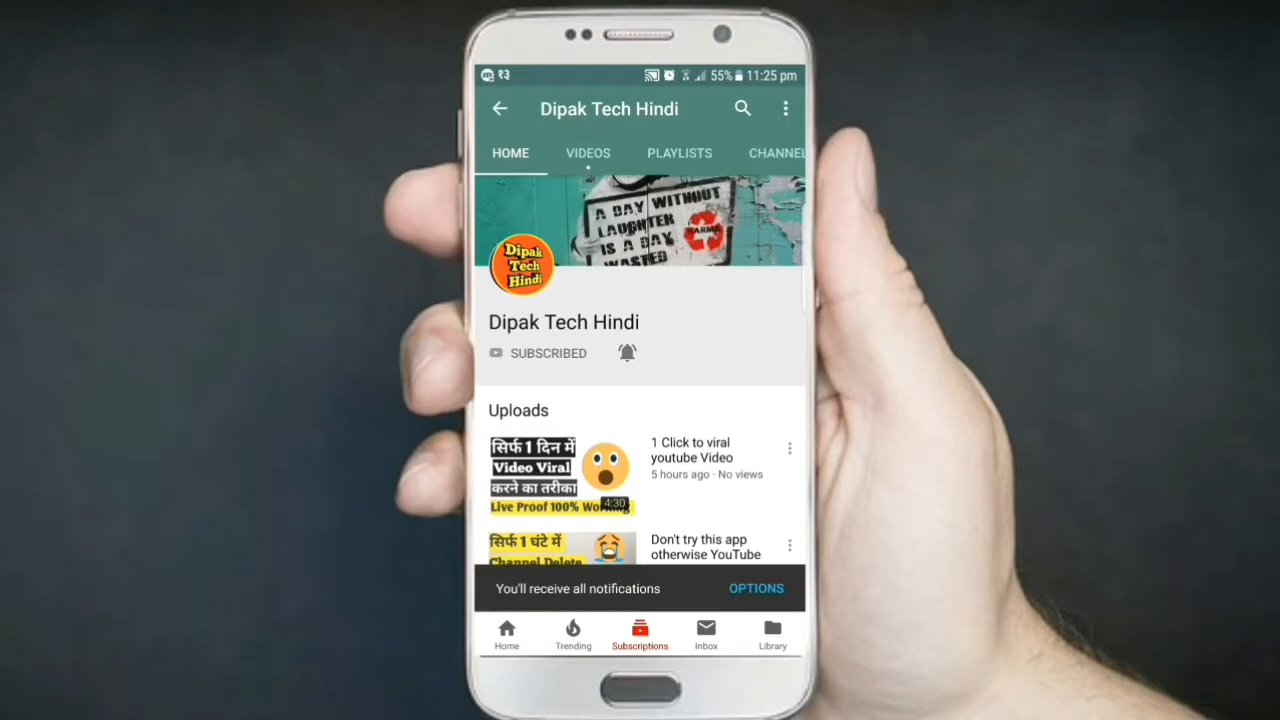 २३ 55% 11:25 pm
Dipak Tech Hindi
HOME VIDEOS PLAYLISTS CHANNEL
A DAY WITHOUT
LAUGHTER
IS A DAY
WASTED
KARMA
Dipak
Tech
Hindi
Dipak Tech Hindi
SUBSCRIBED
Uploads
सिर्फ 1 दिन में
Video Viral
करने का तरीका
Live Proof 100% Working
4:30
1 Click to viral
youtube Video
5 hours ago · No views
सिर्फ 1 घंटे में
Channel Delete
Don't try this app
otherwise YouTube
You'll receive all notifications OPTIONS
Home Trending Subscriptions Inbox Library